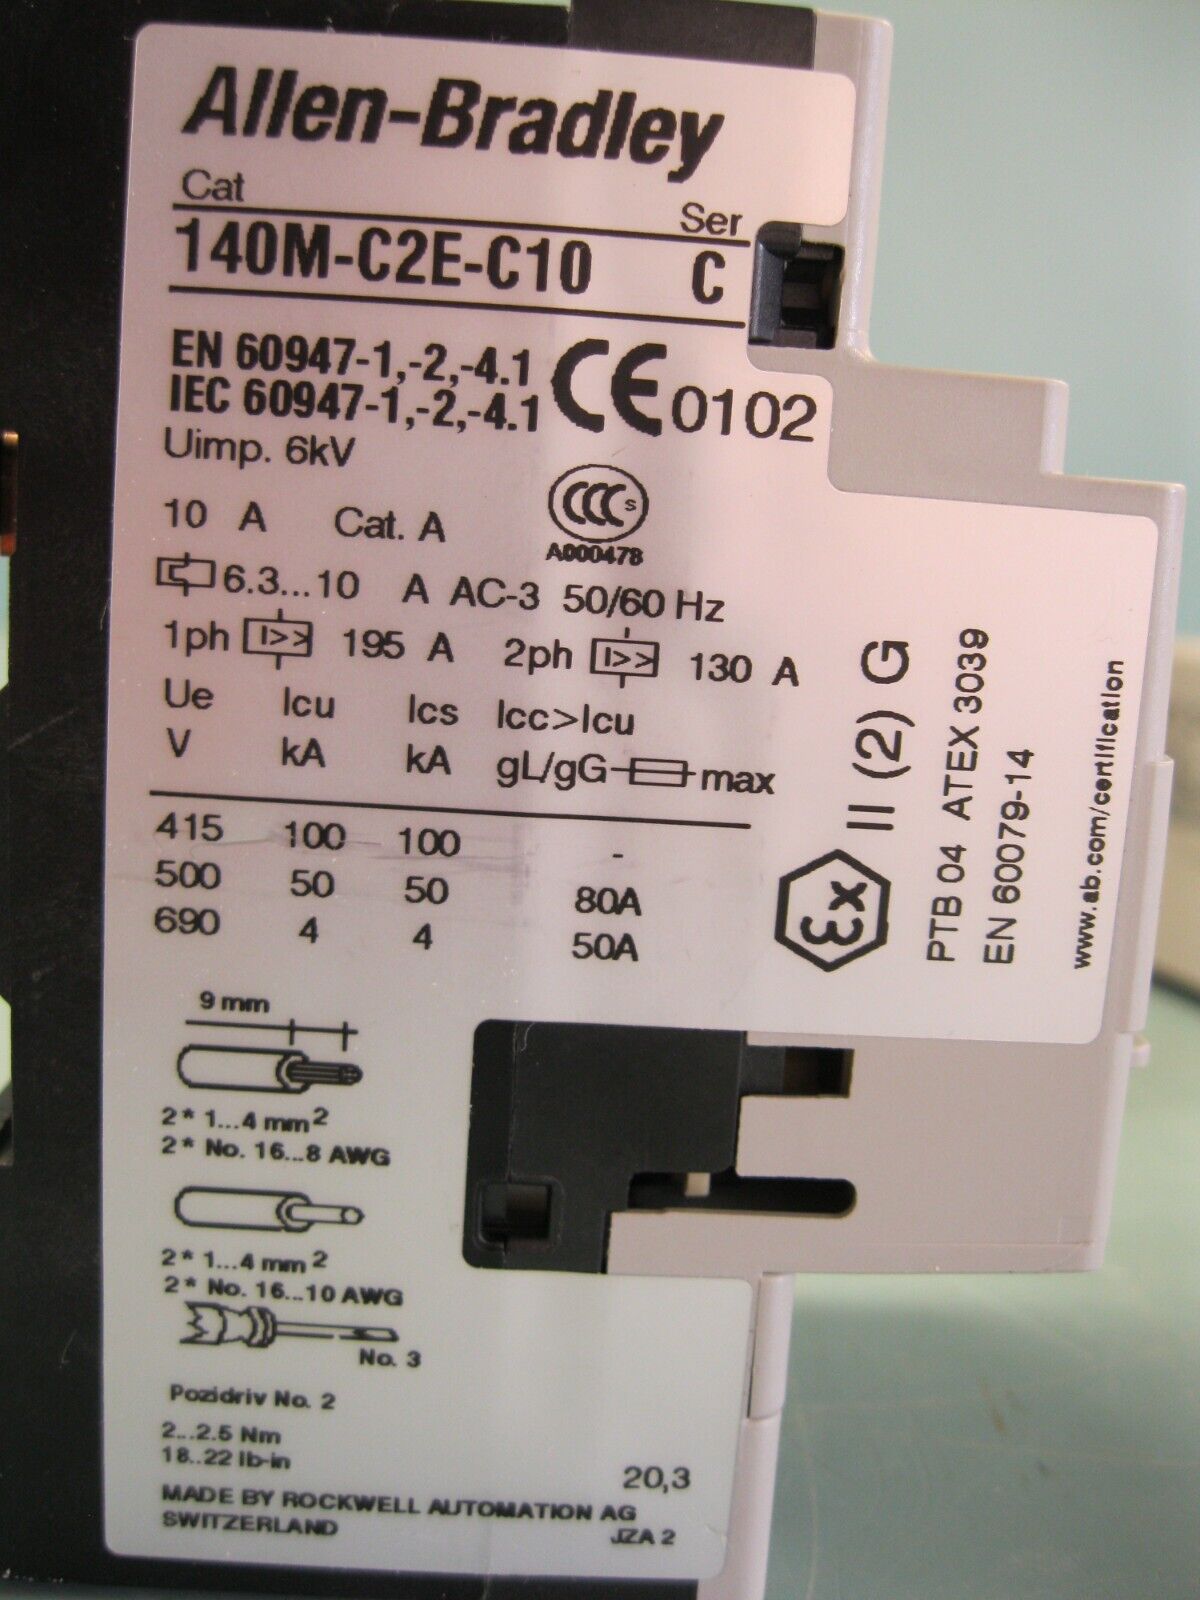 Allen-Bradley
Cat
Ser
140M-C2E-C10 C
EN 60947-1,-2,-4.1
IEC 60947-1,-2,-4.1
CE 0102
Uimp. 6kV
10 A Cat. A
CCC S
A000478
6.3...10 A AC-3 50/60 Hz
1ph I>> 195 A 2ph I>> 130 A
Ue Icu Ics Icc>Icu
V kA kA gL/gG max
415 100 100 -
500 50 50 80A
690 4 4 50A
εx II (2) G
PTB 04 ATEX 3039
EN 60079-14
www.ab.com/certification
9 mm
2* 1...4 mm²
2* No. 16...8 AWG
2* 1...4 mm²
2* No. 16...10 AWG
No. 3
Pozidriv No. 2
2...2.5 Nm
18..22 lb-in
20,3
MADE BY ROCKWELL AUTOMATION AG
SWITZERLAND JZA 2